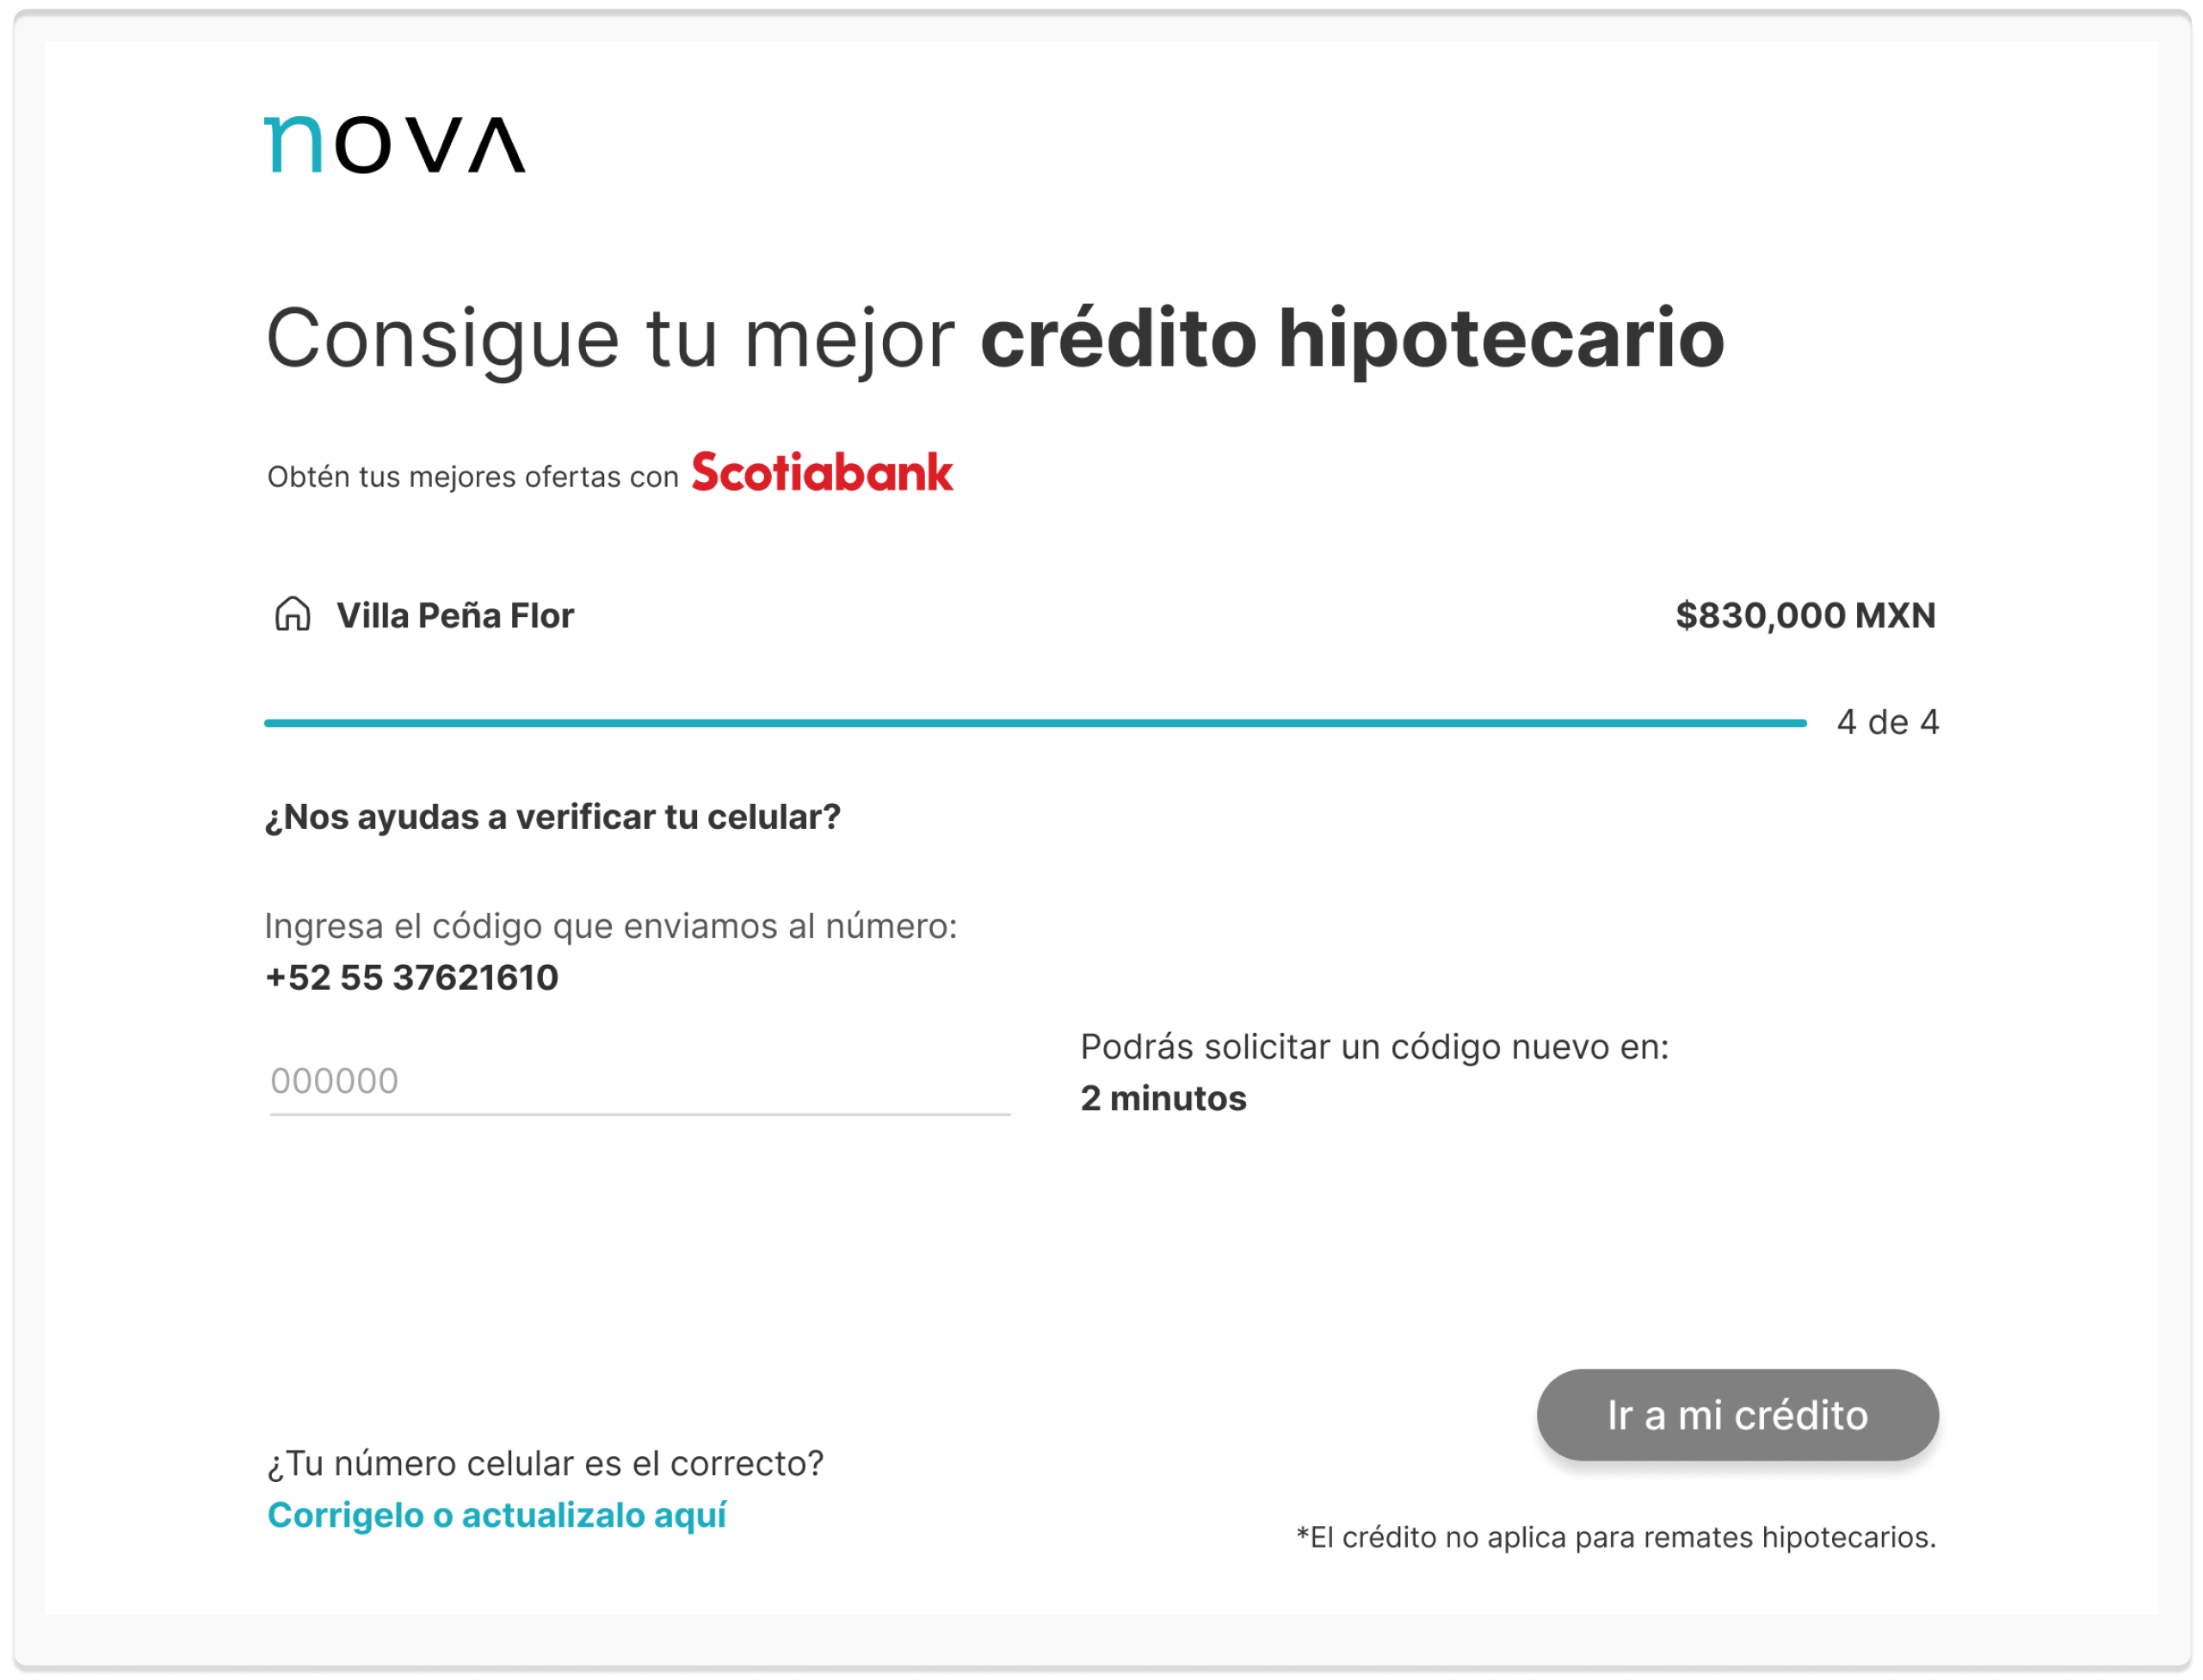 nova
Consigue tu mejor crédito hipotecario
Obtén tus mejores ofertas con Scotiabank
Villa Peña Flor $830,000 MXN
4 de 4
¿Nos ayudas a verificar tu celular?
Ingresa el código que enviamos al número:
+52 55 37621610
000000
Podrás solicitar un código nuevo en:
2 minutos
Ir a mi crédito
¿Tu número celular es el correcto?
Corrigelo o actualizalo aquí
*El crédito no aplica para remates hipotecarios.